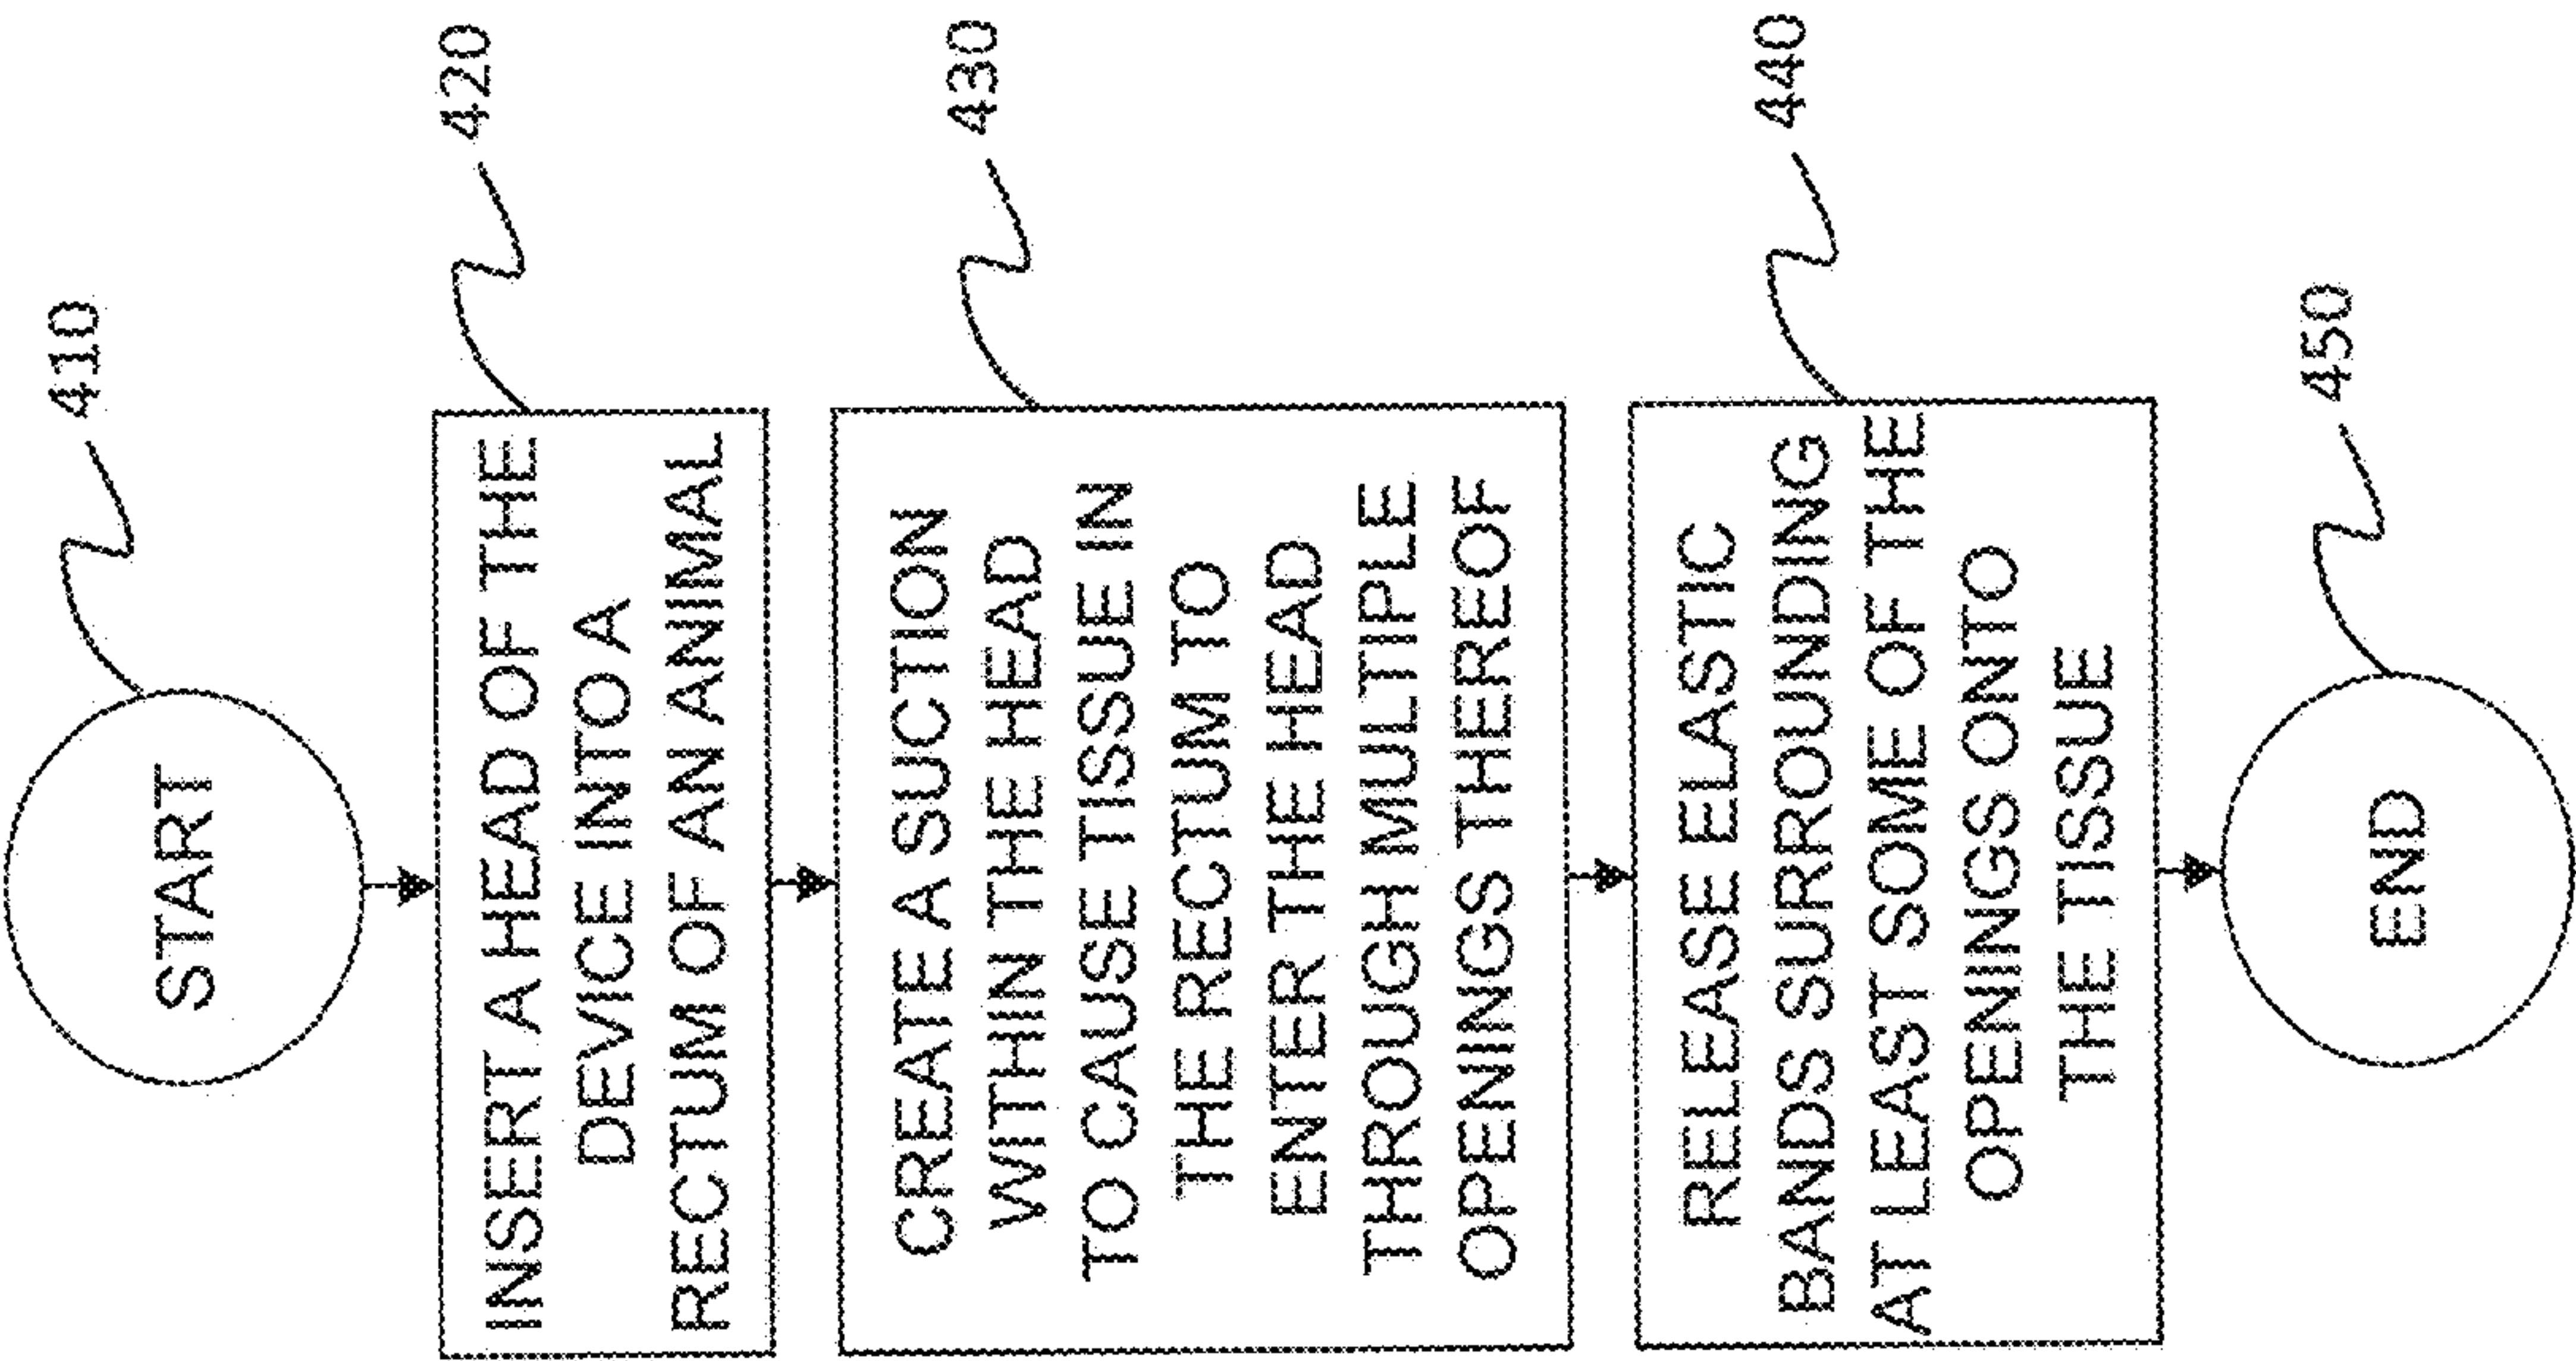 410
START
420
INSERT A HEAD OF THE
DEVICE INTO A
RECTUM OF AN ANIMAL
430
CREATE A SUCTION
WITHIN THE HEAD
TO CAUSE TISSUE IN
THE RECTUM TO
ENTER THE HEAD
THROUGH MULTIPLE
OPENINGS THEREOF
440
RELEASE ELASTIC
BANDS SURROUNDING
AT LEAST SOME OF THE
OPENINGS ONTO
THE TISSUE
450
END